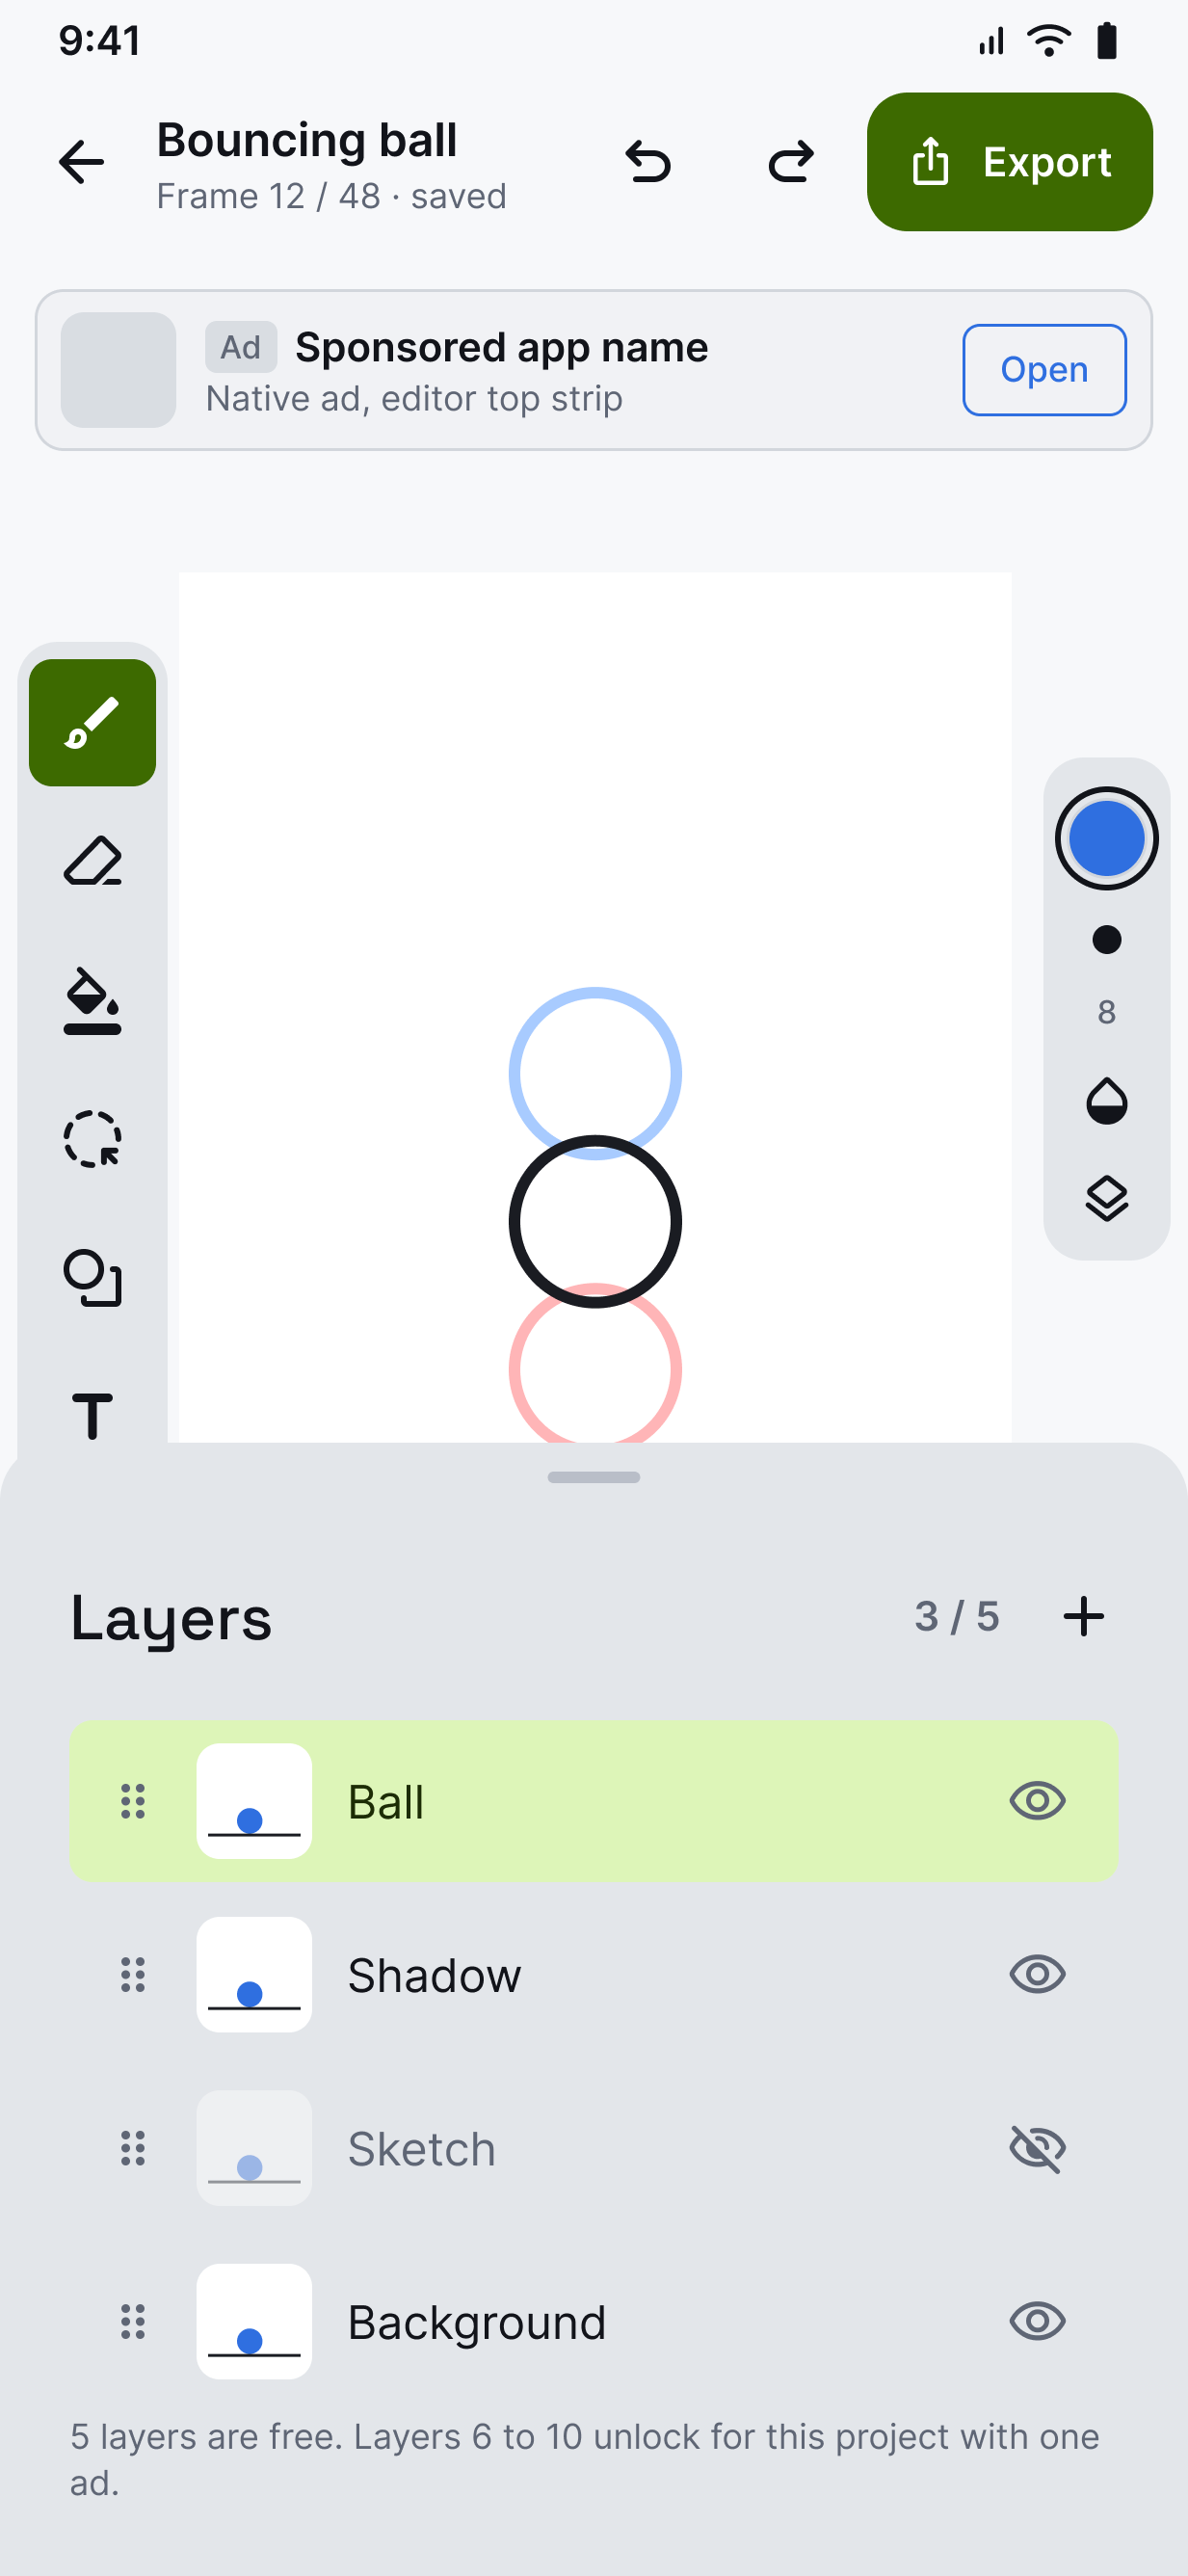 9:41
Bouncing ball
Frame 12 / 48 · saved
Export
Ad Sponsored app name
Native ad, editor top strip
Open
8
T
Layers
3 / 5
Ball
Shadow
Sketch
Background
5 layers are free. Layers 6 to 10 unlock for this project with one
ad.